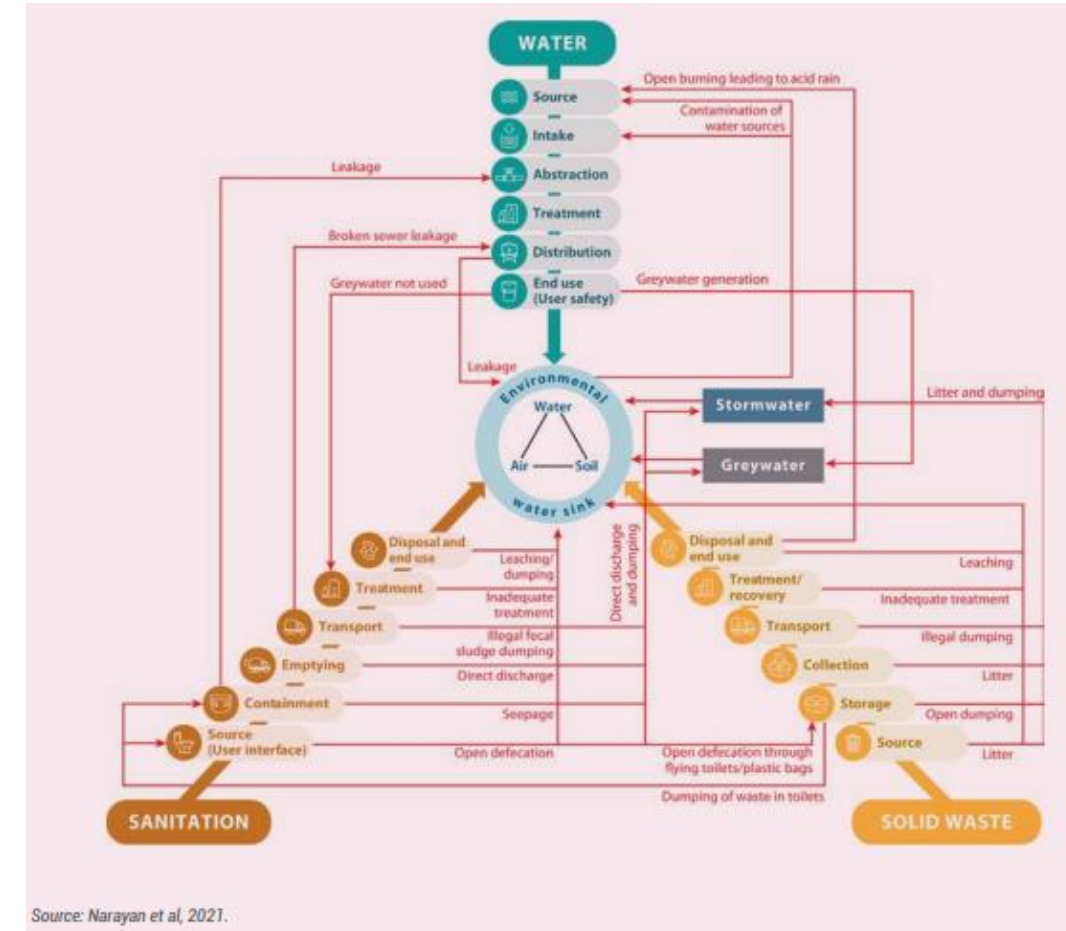 WATER
Source
Intake
Abstraction
Treatment
Distribution
End use
(User safety)
Open burning leading to acid rain
Contamination of
water sources
Leakage
Broken sewer leakage
Greywater not used
Greywater generation
Leakage
Environmental
water sink
Water
Air
Soil
Stormwater
Greywater
Litter and dumping
Direct discharge
and dumping
Disposal and
end use
Treatment
Transport
Emptying
Containment
Source
(User interface)
SANITATION
Leaching/
dumping
Inadequate
treatment
Illegal fecal
sludge dumping
Direct discharge
Seepage
Open defecation
Open defecation through
flying toilets/plastic bags
Dumping of waste in toilets
Disposal and
end use
Treatment/
recovery
Transport
Collection
Storage
Source
SOLID WASTE
Leaching
Inadequate treatment
Illegal dumping
Litter
Open dumping
Litter
Source: Narayan et al, 2021.